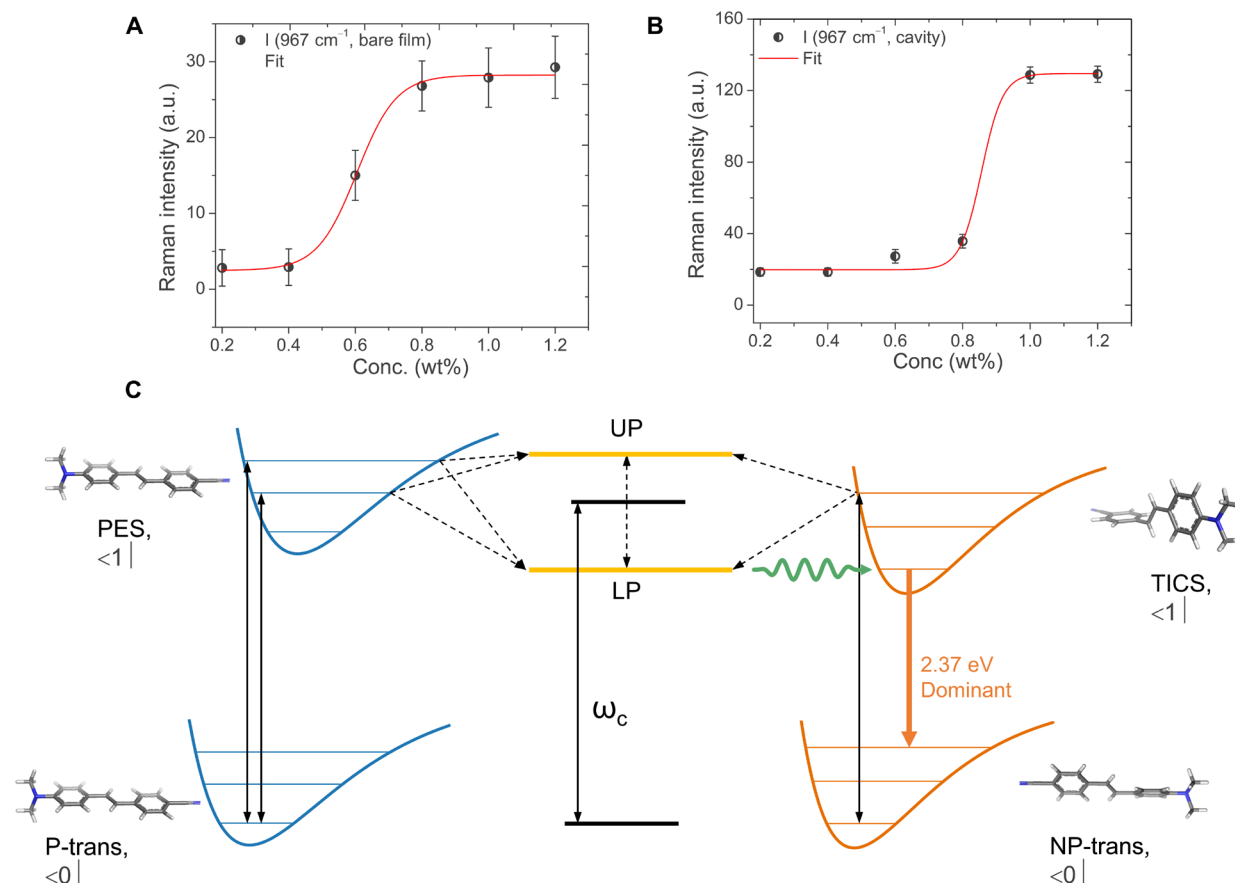 A
I (967 cm⁻¹, bare film)
Fit
30
20
10
0
Raman intensity (a.u.)
0.2 0.4 0.6 0.8 1.0 1.2
Conc. (wt%)
B
I (967 cm⁻¹, cavity)
Fit
160
120
80
40
0
Raman intensity (a.u.)
0.2 0.4 0.6 0.8 1.0 1.2
Conc (wt%)
C
PES,
<1|
UP
LP
ωc
TICS,
<1|
2.37 eV
Dominant
P-trans,
<0|
NP-trans,
<0|